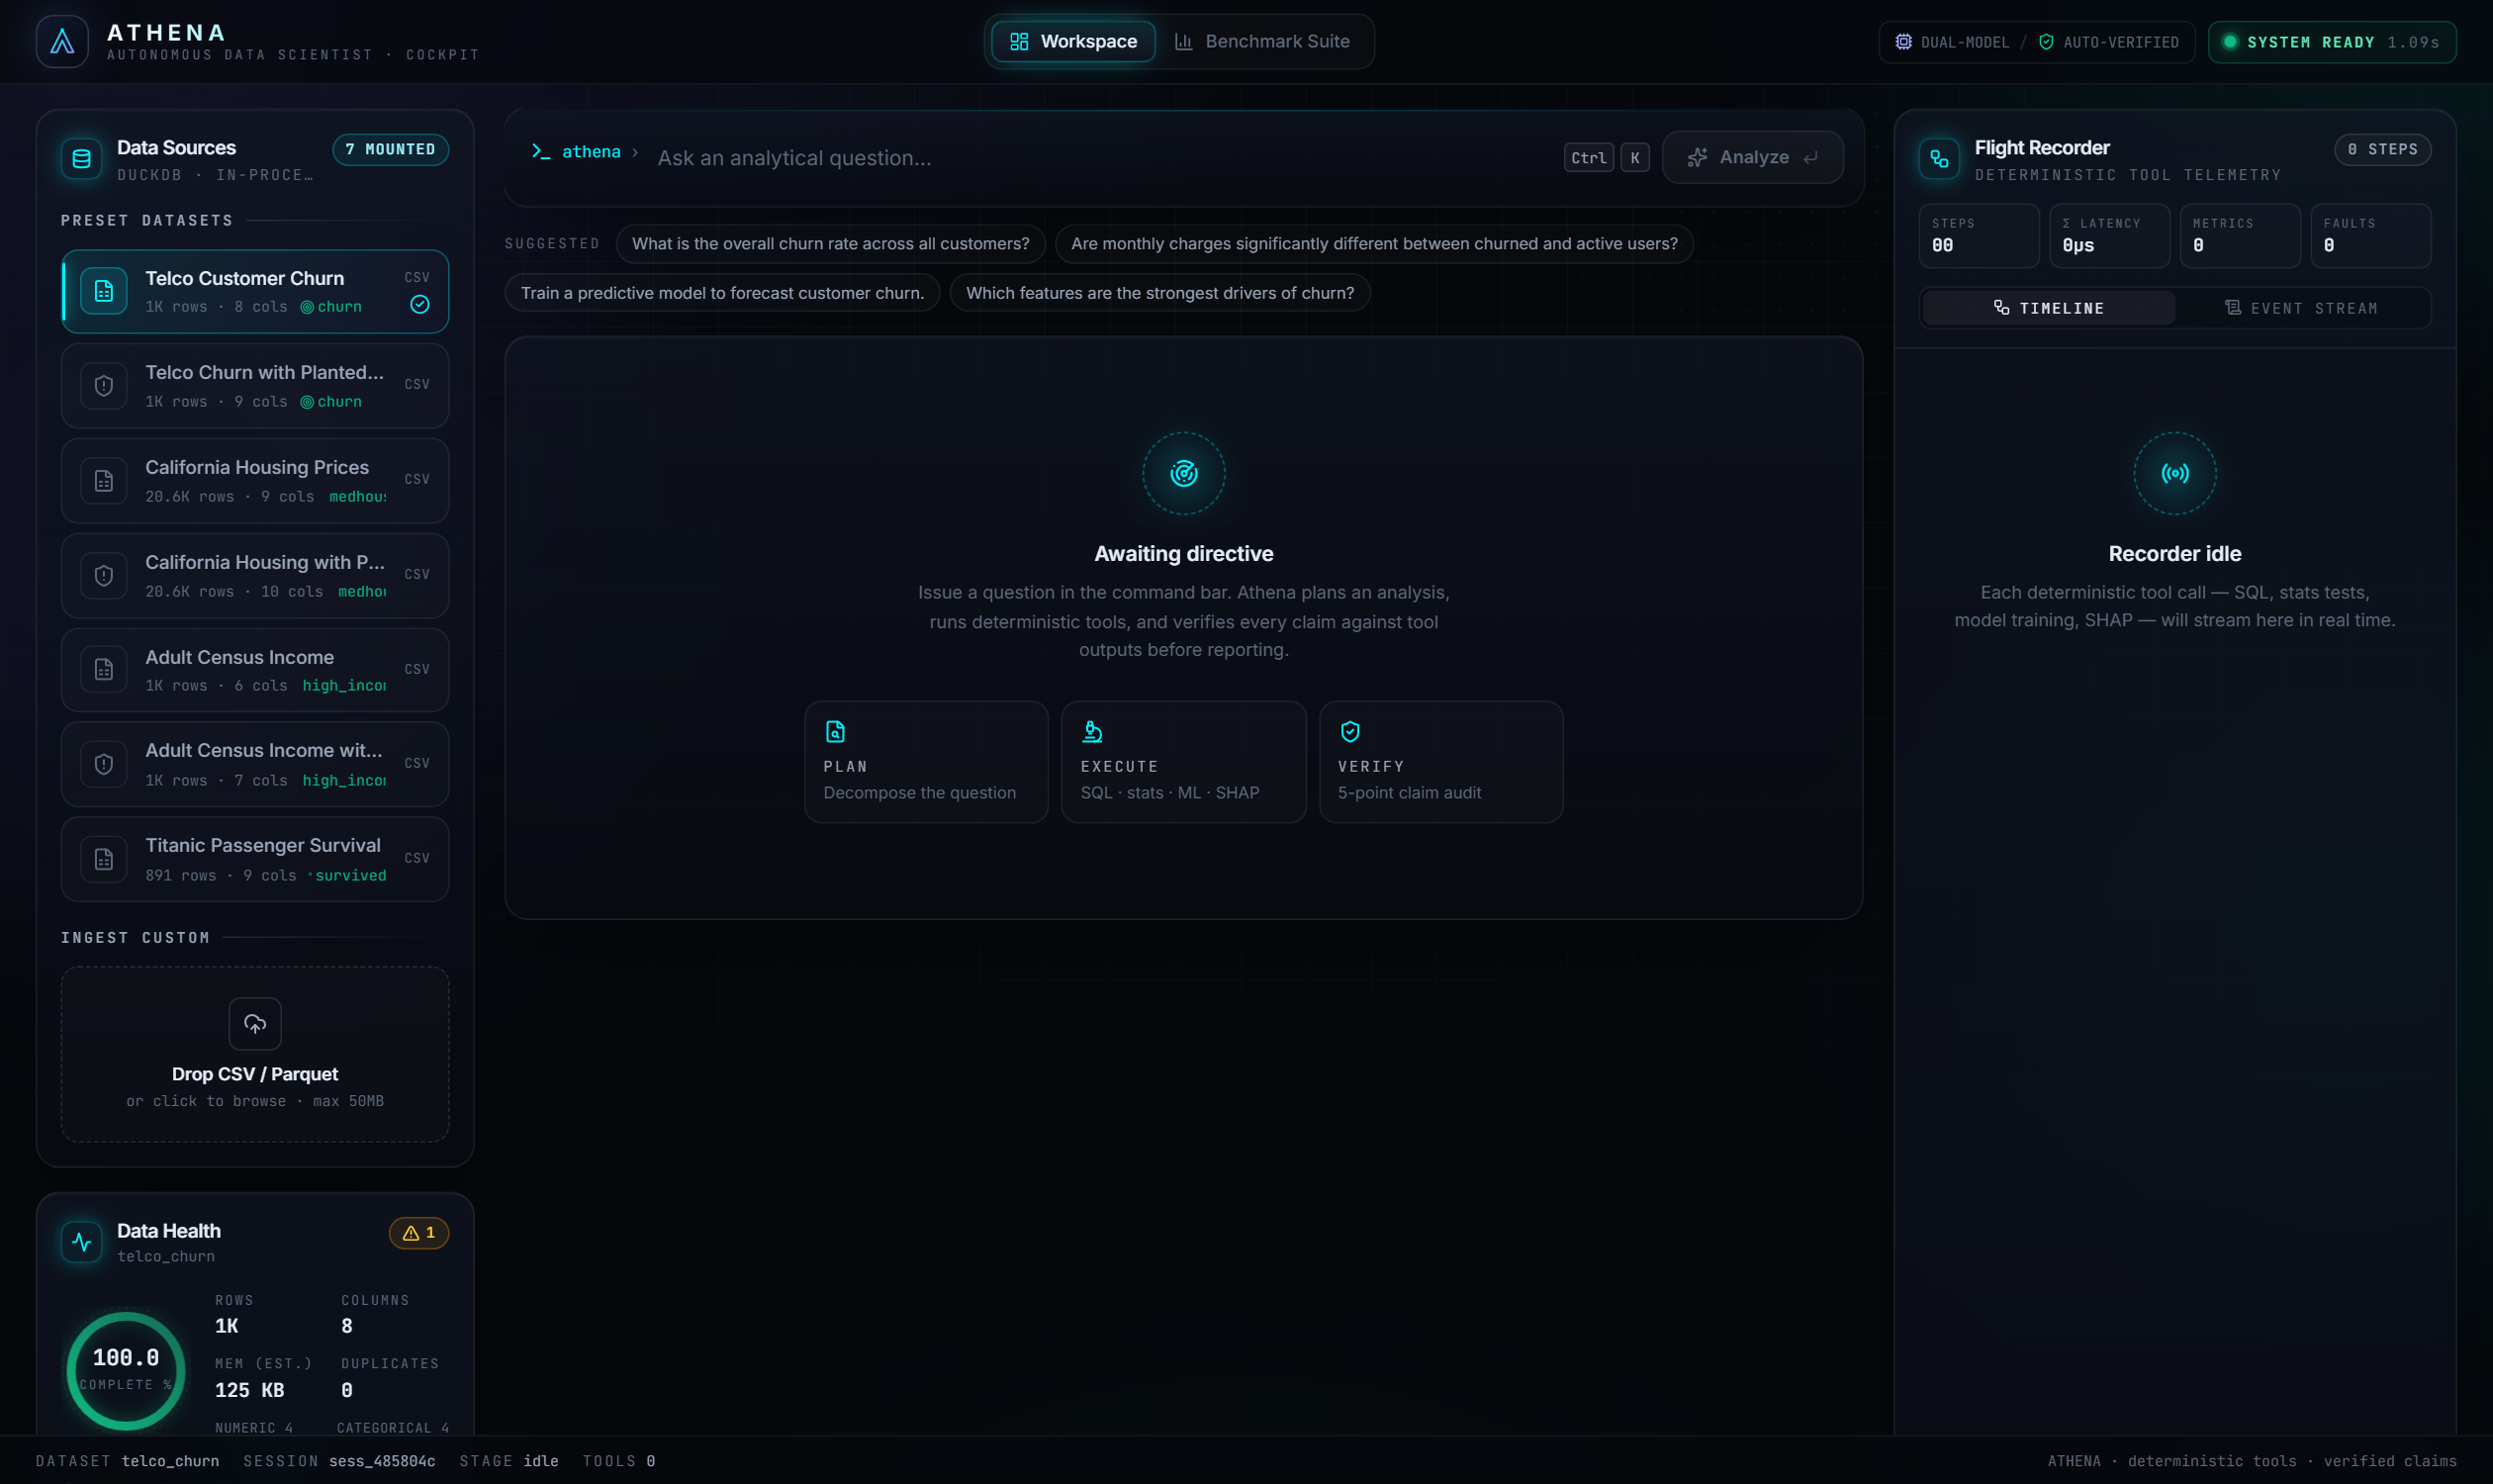 ATHENA
AUTONOMOUS DATA SCIENTIST · COCKPIT
Workspace
Benchmark Suite
DUAL-MODEL / AUTO-VERIFIED
SYSTEM READY 1.09s
Data Sources
7 MOUNTED
DUCKDB · IN-PROCE…
PRESET DATASETS
Telco Customer Churn
CSV
1K rows · 8 cols churn
Telco Churn with Planted…
CSV
1K rows · 9 cols churn
California Housing Prices
CSV
20.6K rows · 9 cols medhous
California Housing with P…
CSV
20.6K rows · 10 cols medhou
Adult Census Income
CSV
1K rows · 6 cols high_incom
Adult Census Income wit…
CSV
1K rows · 7 cols high_incom
Titanic Passenger Survival
CSV
891 rows · 9 cols · survived
INGEST CUSTOM
Drop CSV / Parquet
or click to browse · max 50MB
Data Health
1
telco_churn
100.0
COMPLETE %
ROWS
1K
COLUMNS
8
MEM (EST.)
125 KB
DUPLICATES
0
NUMERIC 4
CATEGORICAL 4
athena › Ask an analytical question...
Ctrl K
Analyze
SUGGESTED
What is the overall churn rate across all customers?
Are monthly charges significantly different between churned and active users?
Train a predictive model to forecast customer churn.
Which features are the strongest drivers of churn?
Awaiting directive
Issue a question in the command bar. Athena plans an analysis,
runs deterministic tools, and verifies every claim against tool
outputs before reporting.
PLAN
Decompose the question
EXECUTE
SQL · stats · ML · SHAP
VERIFY
5-point claim audit
Flight Recorder
0 STEPS
DETERMINISTIC TOOL TELEMETRY
STEPS
00
Σ LATENCY
0µs
METRICS
0
FAULTS
0
TIMELINE
EVENT STREAM
Recorder idle
Each deterministic tool call — SQL, stats tests,
model training, SHAP — will stream here in real time.
DATASET telco_churn SESSION sess_485804c STAGE idle TOOLS 0
ATHENA · deterministic tools · verified claims